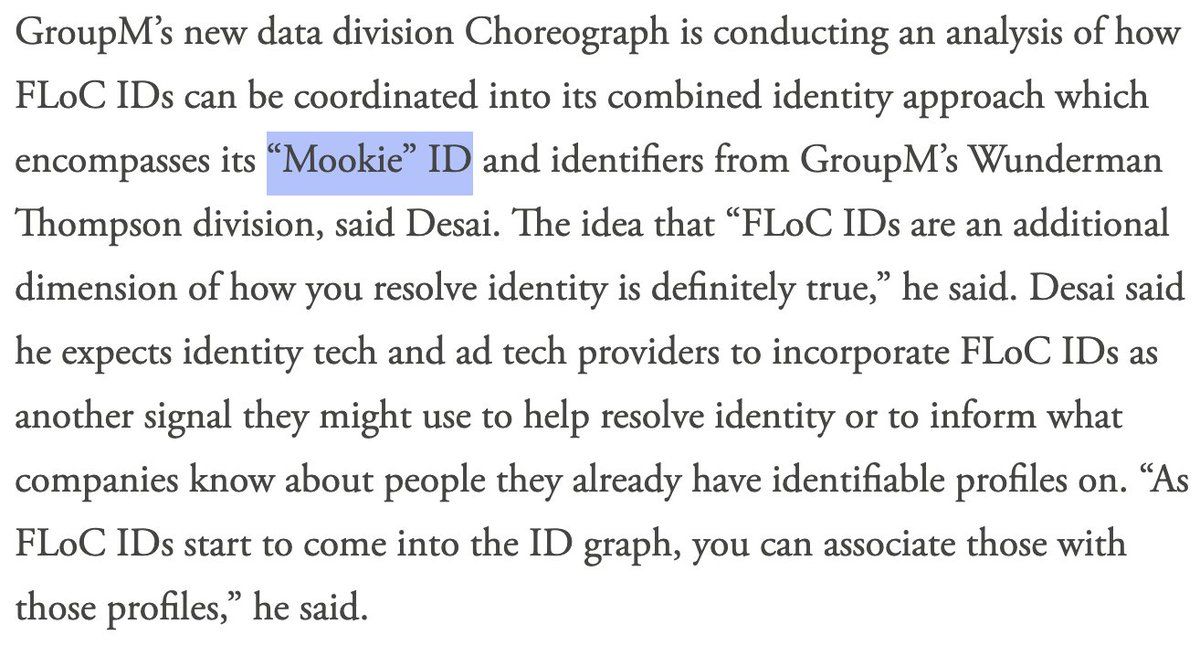 GroupM’s new data division Choreograph is conducting an analysis of how
FLoC IDs can be coordinated into its combined identity approach which
encompasses its “Mookie” ID and identifiers from GroupM’s Wunderman
Thompson division, said Desai. The idea that “FLoC IDs are an additional
dimension of how you resolve identity is definitely true,” he said. Desai said
he expects identity tech and ad tech providers to incorporate FLoC IDs as
another signal they might use to help resolve identity or to inform what
companies know about people they already have identifiable profiles on. “As
FLoC IDs start to come into the ID graph, you can associate those with
those profiles,” he said.